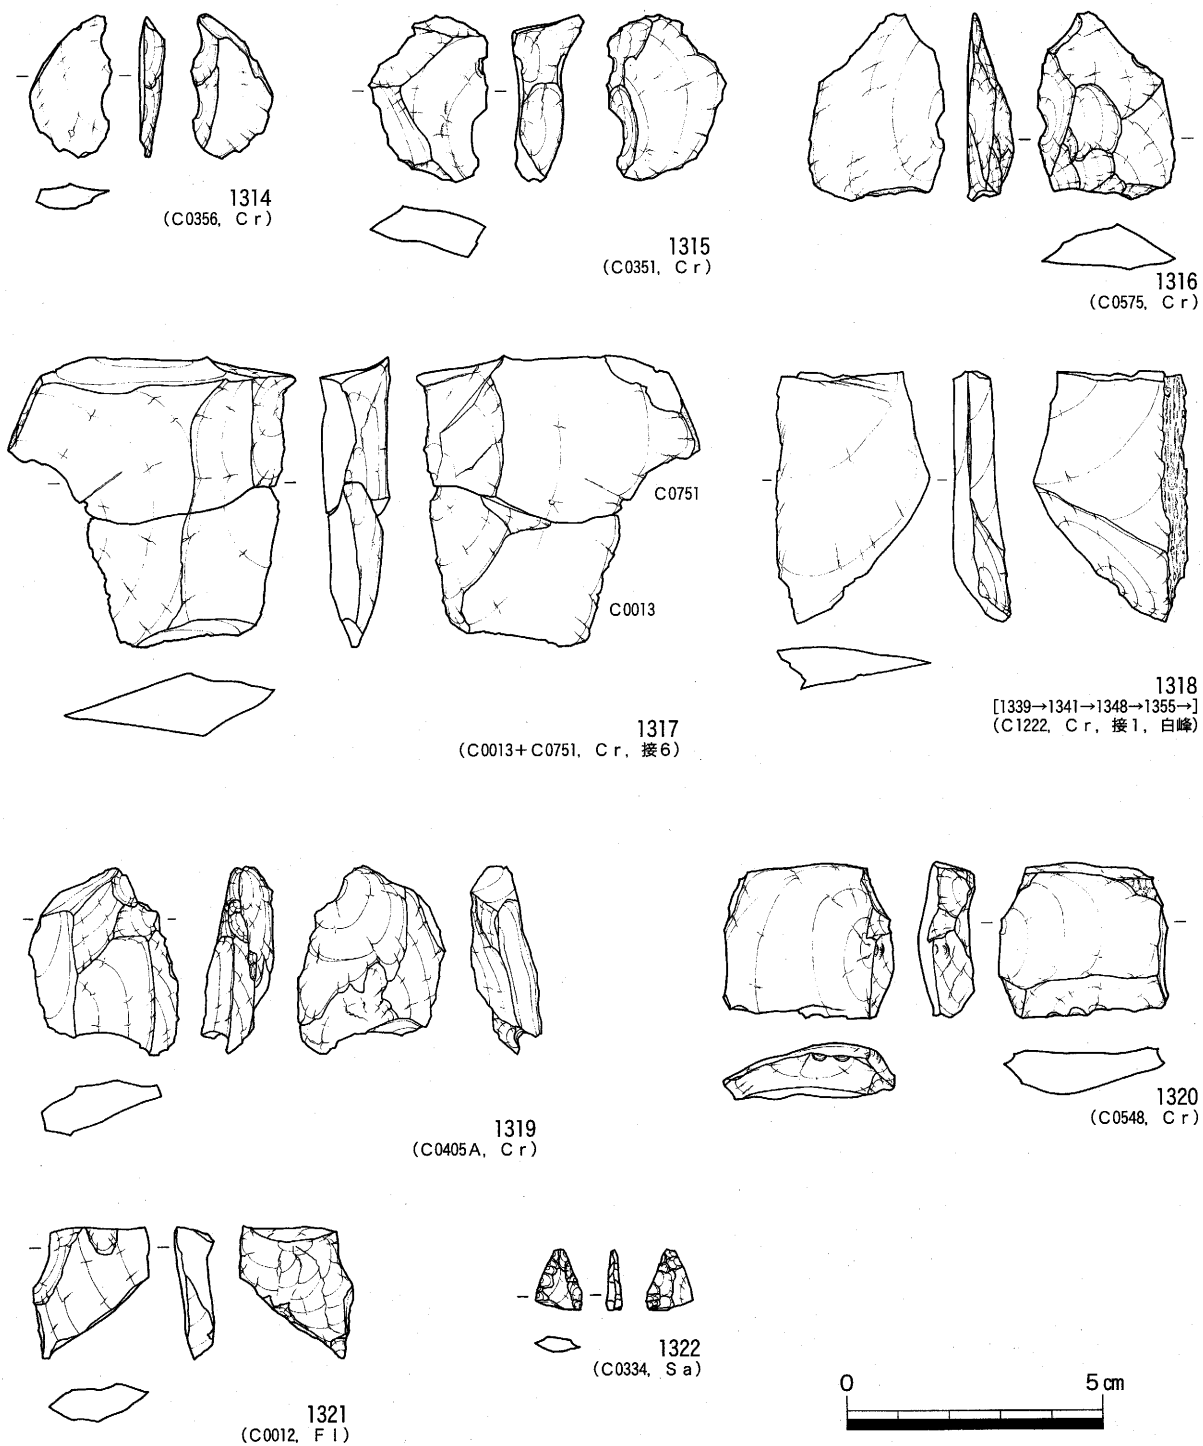 1314
(C0356, Cr)
1315
(C0351, Cr)
1316
(C0575, Cr)
C0751
C0013
1317
(C0013+C0751, Cr, 接6)
1318
[1339→1341→1348→1355→]
(C1222, Cr, 接1, 白峰)
1319
(C0405A, Cr)
1320
(C0548, Cr)
1321
(C0012, Fl)
1322
(C0334, Sa)
0 5cm